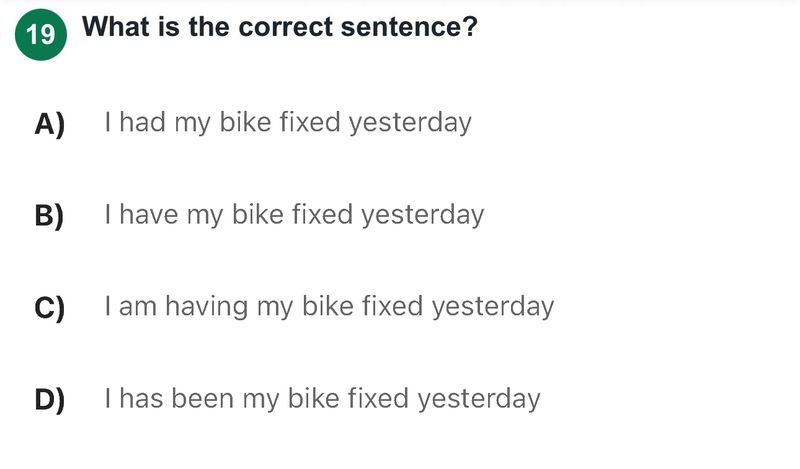 19 What is the correct sentence?
A) I had my bike fixed yesterday
B) I have my bike fixed yesterday
C) I am having my bike fixed yesterday
D) I has been my bike fixed yesterday